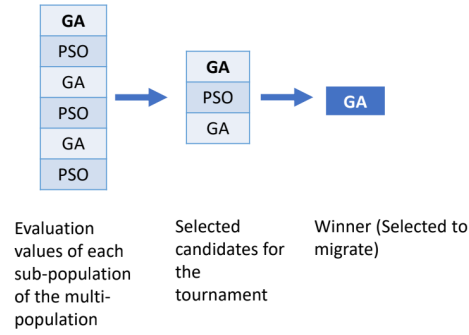 GA
PSO
GA
PSO
GA
PSO
GA
PSO
GA
GA
Evaluation
values of each
sub-population
of the multi-
population
Selected
candidates for
the
tournament
Winner (Selected to
migrate)